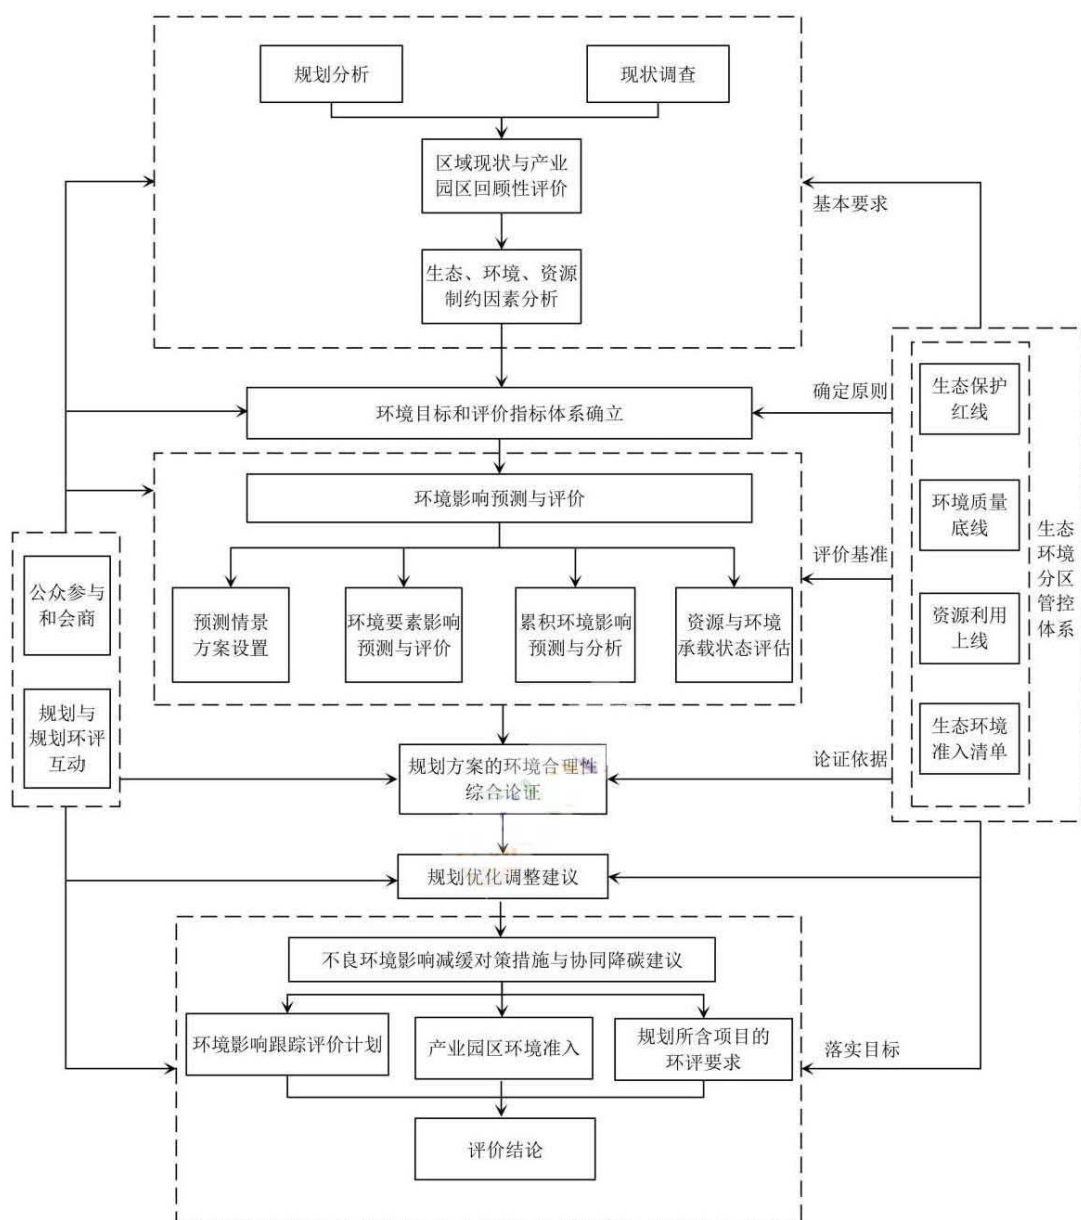 规划分析
现状调查
区域现状与产业
园区回顾性评价
基本要求
生态、环境、资源
制约因素分析
确定原则
环境目标和评价指标体系确立
生态保护
红线
环境影响预测与评价
环境质量
底线
生态
环境
分区
管控
体系
评价基准
公众参与
和会商
预测情景
方案设置
环境要素影响
预测与评价
累积环境影响
预测与分析
资源与环境
承载状态评估
资源利用
上线
规划与
规划环评
互动
生态环境
准入清单
规划方案的环境合理性
综合论证
论证依据
规划优化调整建议
不良环境影响减缓对策措施与协同降碳建议
环境影响跟踪评价计划
产业园区环境准入
规划所含项目的
环评要求
落实目标
评价结论